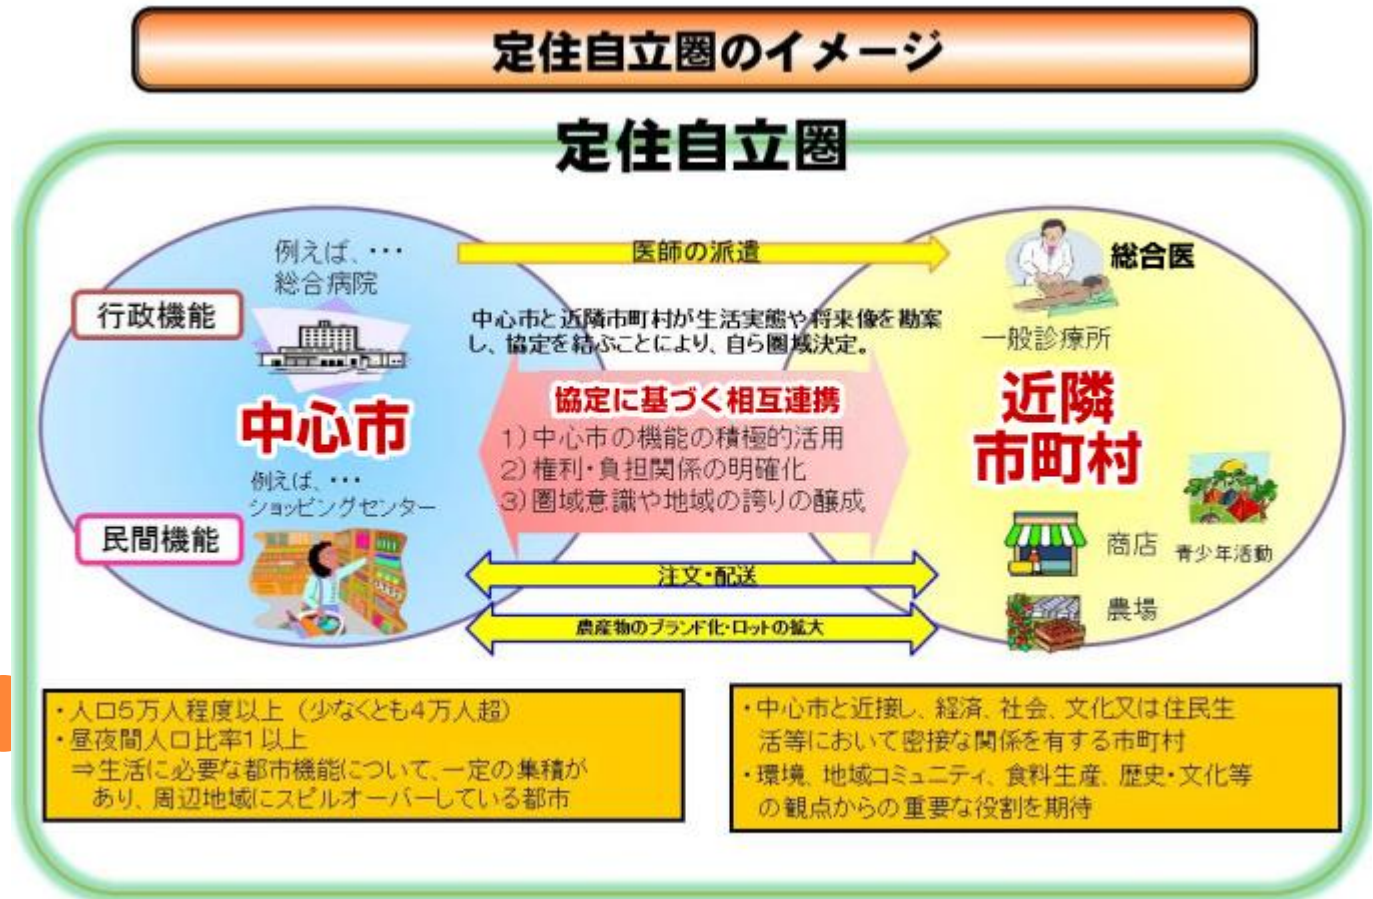 定住自立圏のイメージ
定住自立圏
例えば、・・・
総合病院
行政機能
中心市
例えば、・・・
ショッピングセンター
民間機能
医師の派遣
中心市と近隣市町村が生活実態や将来像を勘案
し、協定を結ぶことにより、自ら圏域決定。
協定に基づく相互連携
1)中心市の機能の積極的活用
2)権利・負担関係の明確化
3)圏域意識や地域の誇りの醸成
注文・配送
農産物のブランド化・ロットの拡大
総合医
一般診療所
近隣
市町村
商店
青少年活動
農場
・人口5万人程度以上（少なくとも4万人超）
・昼夜間人口比率1以上
⇒生活に必要な都市機能について、一定の集積が
あり、周辺地域にスピルオーバーしている都市
・中心市と近接し、経済、社会、文化又は住民生
活等において密接な関係を有する市町村
・環境、地域コミュニティ、食料生産、歴史・文化等
の観点からの重要な役割を期待